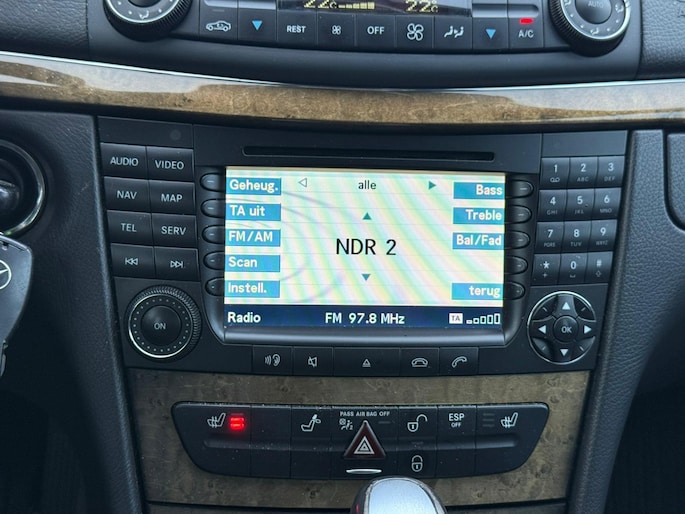 22°C 22°C
REST OFF A/C
AUDIO VIDEO
NAV MAP
TEL SERV
ON
Geheug. alle Bass
TA uit Treble
FM/AM NDR 2 Bal/Fad
Scan
Instell. terug
Radio FM 97.8 MHz TA
1 2 ABC 3 DEF
4 GHI 5 JKL 6 MNO
7 PQRS 8 TUV 9 WXYZ
* 0 #
OK
PASS AIR BAG OFF
ESP
OFF